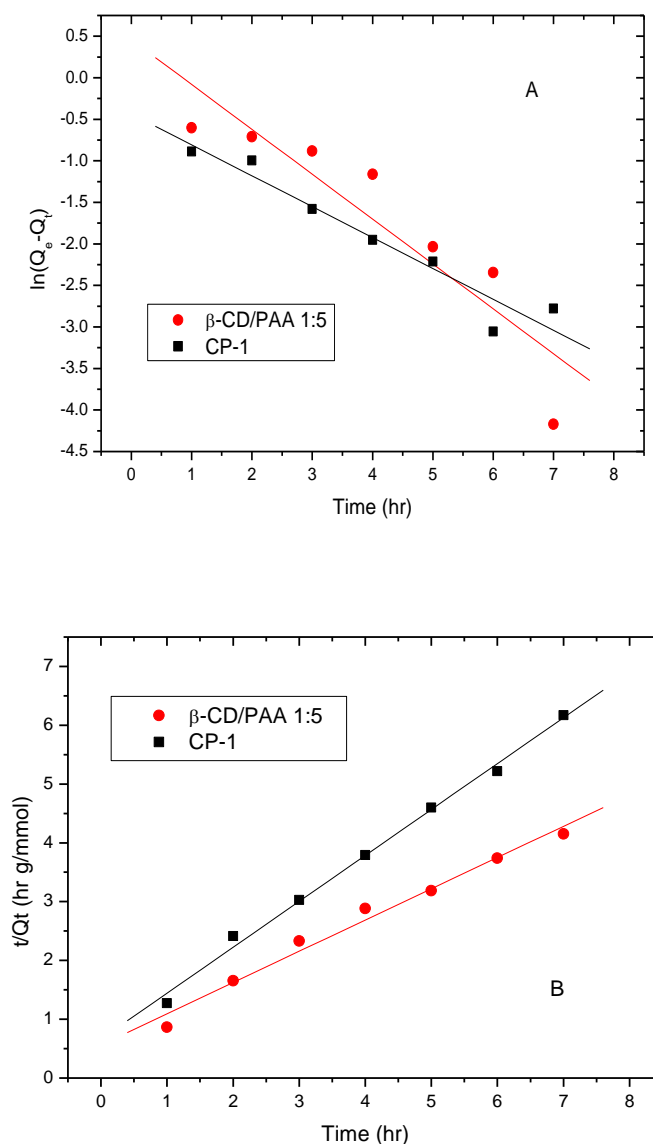 0.5
0.0
A
-0.5
-1.0
-1.5
-2.0
ln(Qe-Qt)
-2.5
β-CD/PAA 1:5
-3.0
CP-1
-3.5
-4.0
-4.5
0 1 2 3 4 5 6 7 8
Time (hr)
7
β-CD/PAA 1:5
6
CP-1
5
4
t/Qt (hr g/mmol)
3
2
B
1
0
0 1 2 3 4 5 6 7 8
Time (hr)